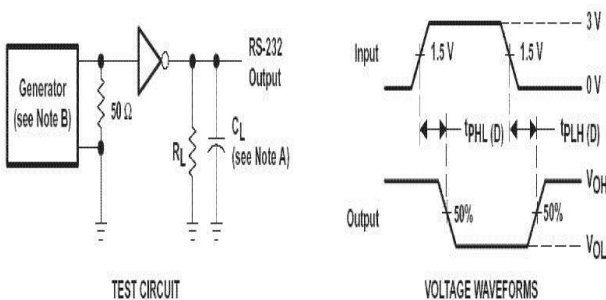 Generator
(see Note B)
50 Ω
RS-232
Output
RL
CL
(see Note A)
TEST CIRCUIT
Input
1.5 V
1.5 V
3 V
0 V
tPHL (D)
tPLH (D)
Output
50%
50%
VOH
VOL
VOLTAGE WAVEFORMS